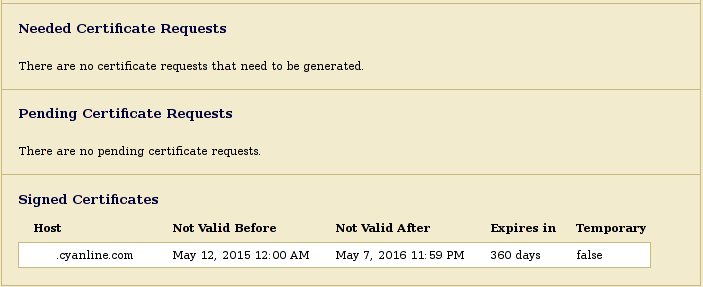 Needed Certificate Requests
There are no certificate requests that need to be generated.
Pending Certificate Requests
There are no pending certificate requests.
Signed Certificates
Host Not Valid Before Not Valid After Expires in Temporary
.cyanline.com May 12, 2015 12:00 AM May 7, 2016 11:59 PM 360 days false